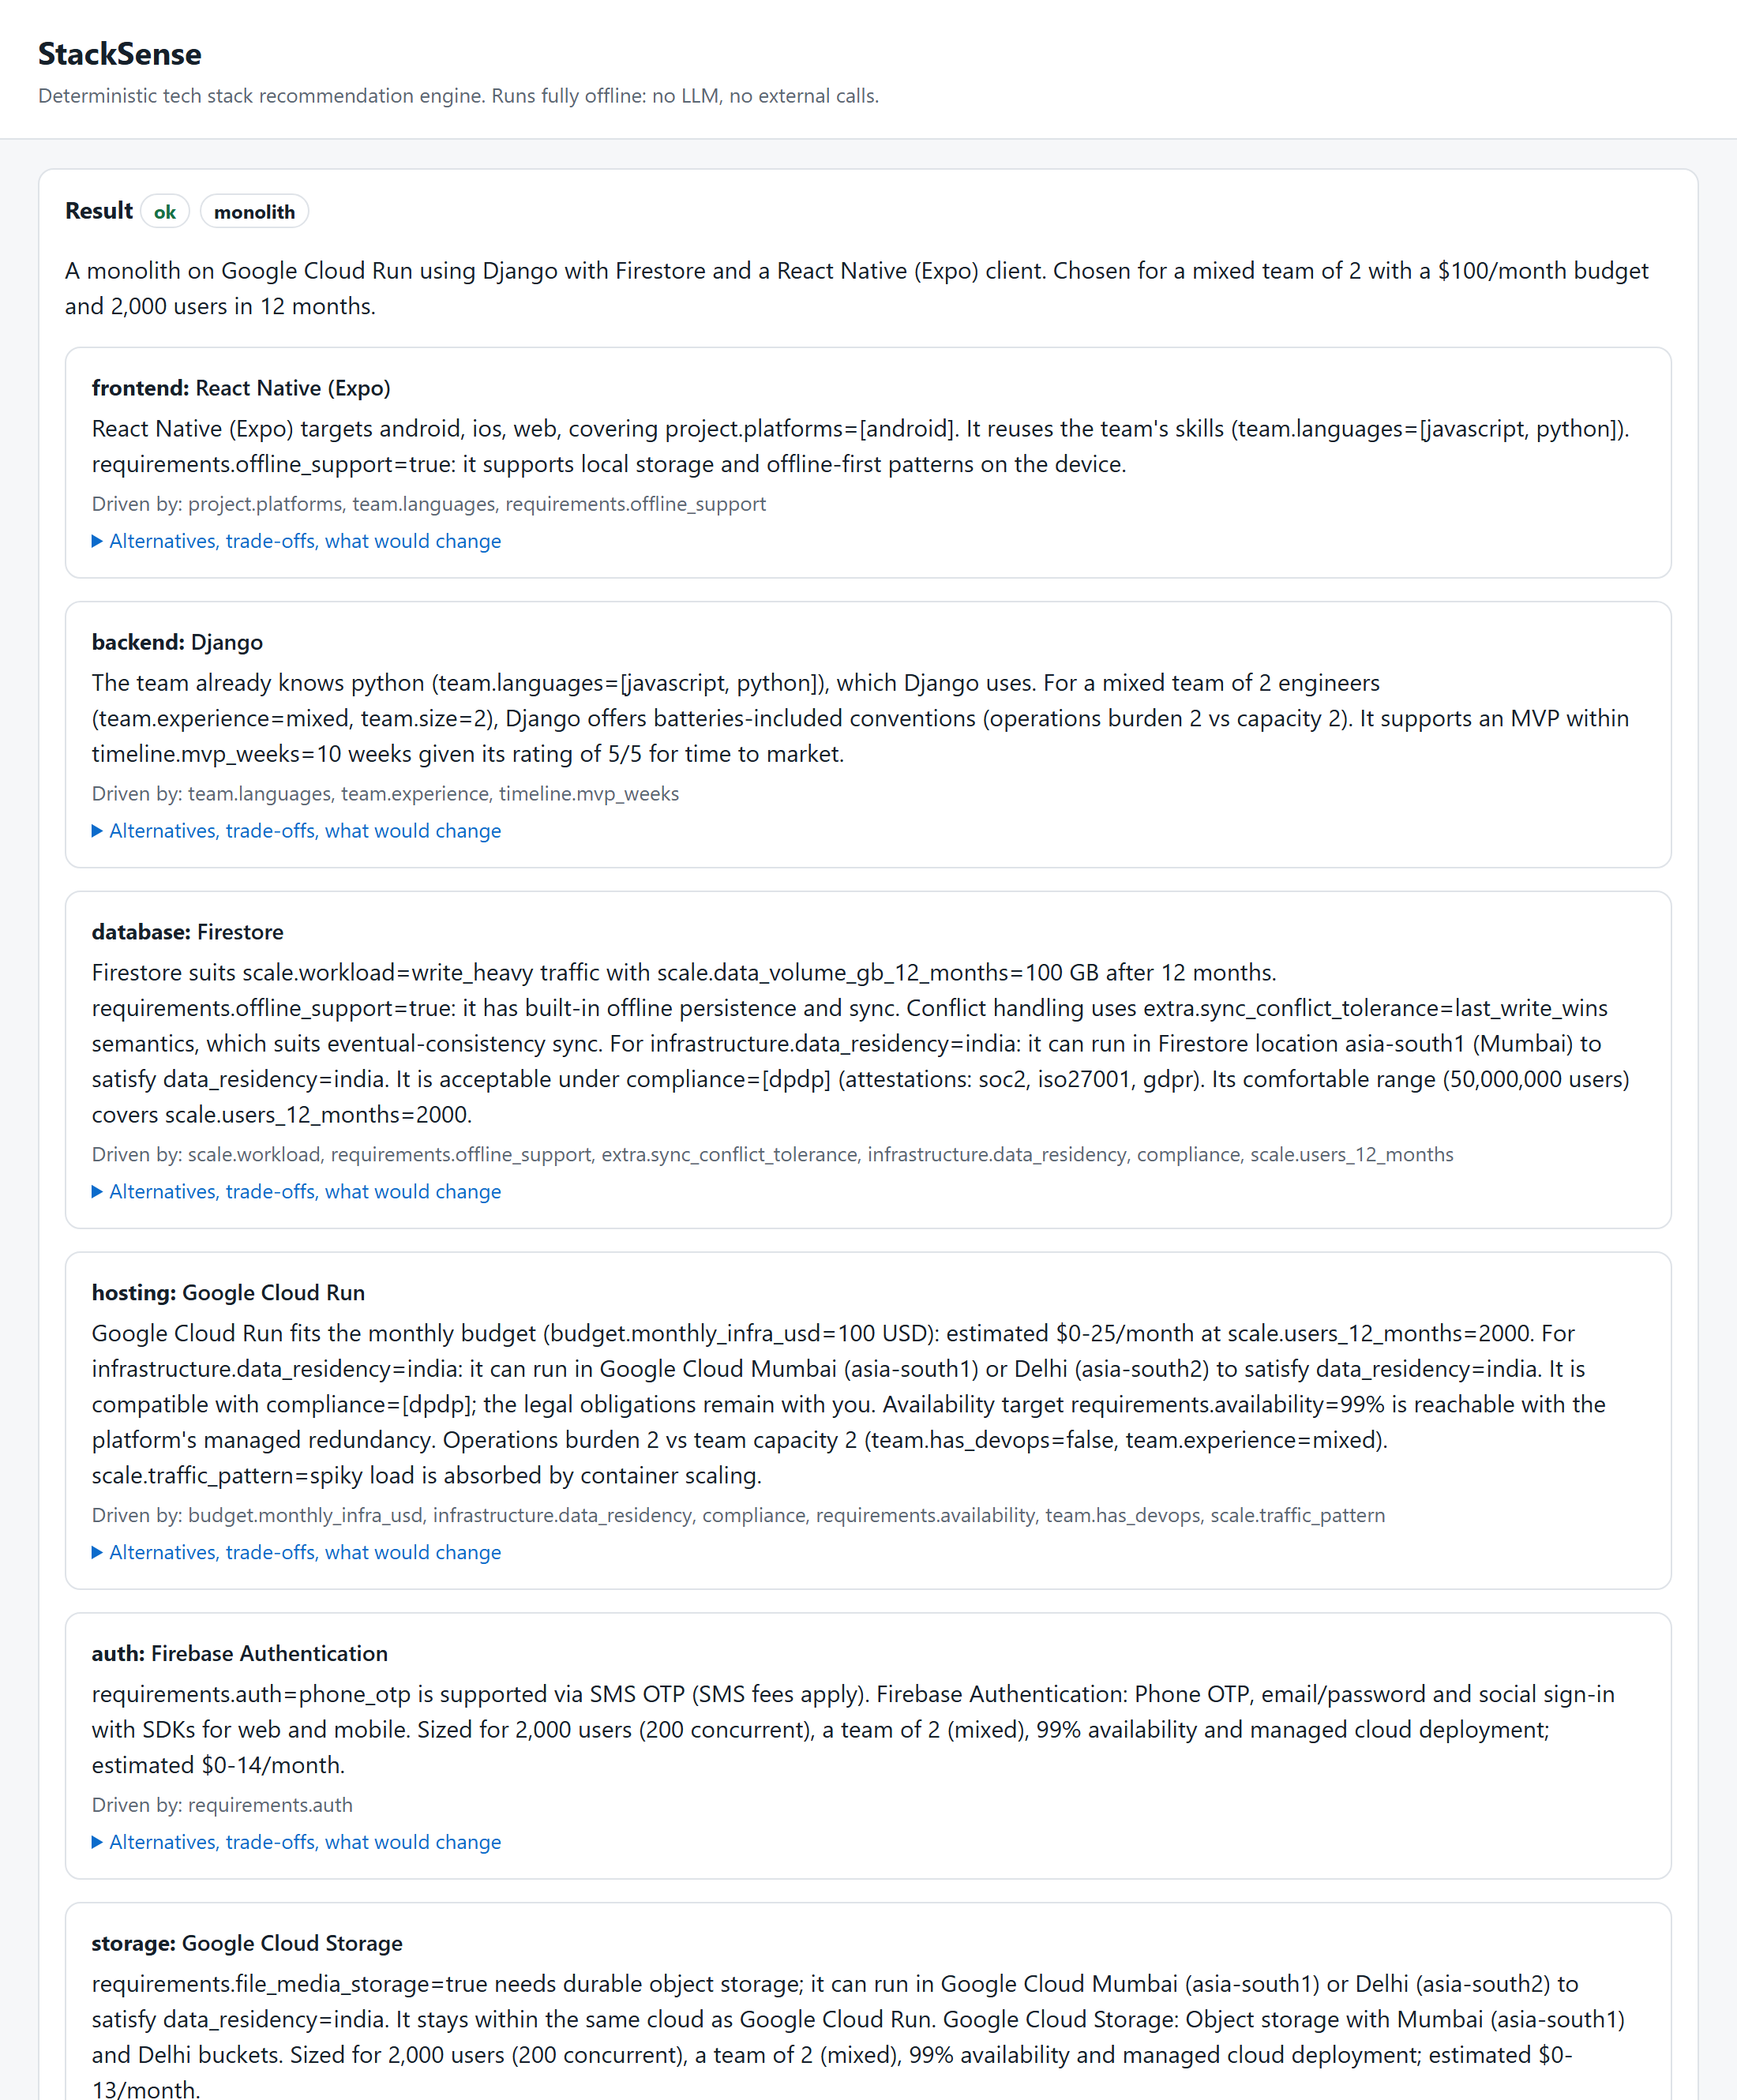 StackSense
Deterministic tech stack recommendation engine. Runs fully offline: no LLM, no external calls.
Result ok monolith
A monolith on Google Cloud Run using Django with Firestore and a React Native (Expo) client. Chosen for a mixed team of 2 with a $100/month budget
and 2,000 users in 12 months.
frontend: React Native (Expo)
React Native (Expo) targets android, ios, web, covering project.platforms=[android]. It reuses the team's skills (team.languages=[javascript, python]).
requirements.offline_support=true: it supports local storage and offline-first patterns on the device.
Driven by: project.platforms, team.languages, requirements.offline_support
▶ Alternatives, trade-offs, what would change
backend: Django
The team already knows python (team.languages=[javascript, python]), which Django uses. For a mixed team of 2 engineers
(team.experience=mixed, team.size=2), Django offers batteries-included conventions (operations burden 2 vs capacity 2). It supports an MVP within
timeline.mvp_weeks=10 weeks given its rating of 5/5 for time to market.
Driven by: team.languages, team.experience, timeline.mvp_weeks
▶ Alternatives, trade-offs, what would change
database: Firestore
Firestore suits scale.workload=write_heavy traffic with scale.data_volume_gb_12_months=100 GB after 12 months.
requirements.offline_support=true: it has built-in offline persistence and sync. Conflict handling uses extra.sync_conflict_tolerance=last_write_wins
semantics, which suits eventual-consistency sync. For infrastructure.data_residency=india: it can run in Firestore location asia-south1 (Mumbai) to
satisfy data_residency=india. It is acceptable under compliance=[dpdp] (attestations: soc2, iso27001, gdpr). Its comfortable range (50,000,000 users)
covers scale.users_12_months=2000.
Driven by: scale.workload, requirements.offline_support, extra.sync_conflict_tolerance, infrastructure.data_residency, compliance, scale.users_12_months
▶ Alternatives, trade-offs, what would change
hosting: Google Cloud Run
Google Cloud Run fits the monthly budget (budget.monthly_infra_usd=100 USD): estimated $0-25/month at scale.users_12_months=2000. For
infrastructure.data_residency=india: it can run in Google Cloud Mumbai (asia-south1) or Delhi (asia-south2) to satisfy data_residency=india. It is
compatible with compliance=[dpdp]; the legal obligations remain with you. Availability target requirements.availability=99% is reachable with the
platform's managed redundancy. Operations burden 2 vs team capacity 2 (team.has_devops=false, team.experience=mixed).
scale.traffic_pattern=spiky load is absorbed by container scaling.
Driven by: budget.monthly_infra_usd, infrastructure.data_residency, compliance, requirements.availability, team.has_devops, scale.traffic_pattern
▶ Alternatives, trade-offs, what would change
auth: Firebase Authentication
requirements.auth=phone_otp is supported via SMS OTP (SMS fees apply). Firebase Authentication: Phone OTP, email/password and social sign-in
with SDKs for web and mobile. Sized for 2,000 users (200 concurrent), a team of 2 (mixed), 99% availability and managed cloud deployment;
estimated $0-14/month.
Driven by: requirements.auth
▶ Alternatives, trade-offs, what would change
storage: Google Cloud Storage
requirements.file_media_storage=true needs durable object storage; it can run in Google Cloud Mumbai (asia-south1) or Delhi (asia-south2) to
satisfy data_residency=india. It stays within the same cloud as Google Cloud Run. Google Cloud Storage: Object storage with Mumbai (asia-south1)
and Delhi buckets. Sized for 2,000 users (200 concurrent), a team of 2 (mixed), 99% availability and managed cloud deployment; estimated $0-
13/month.